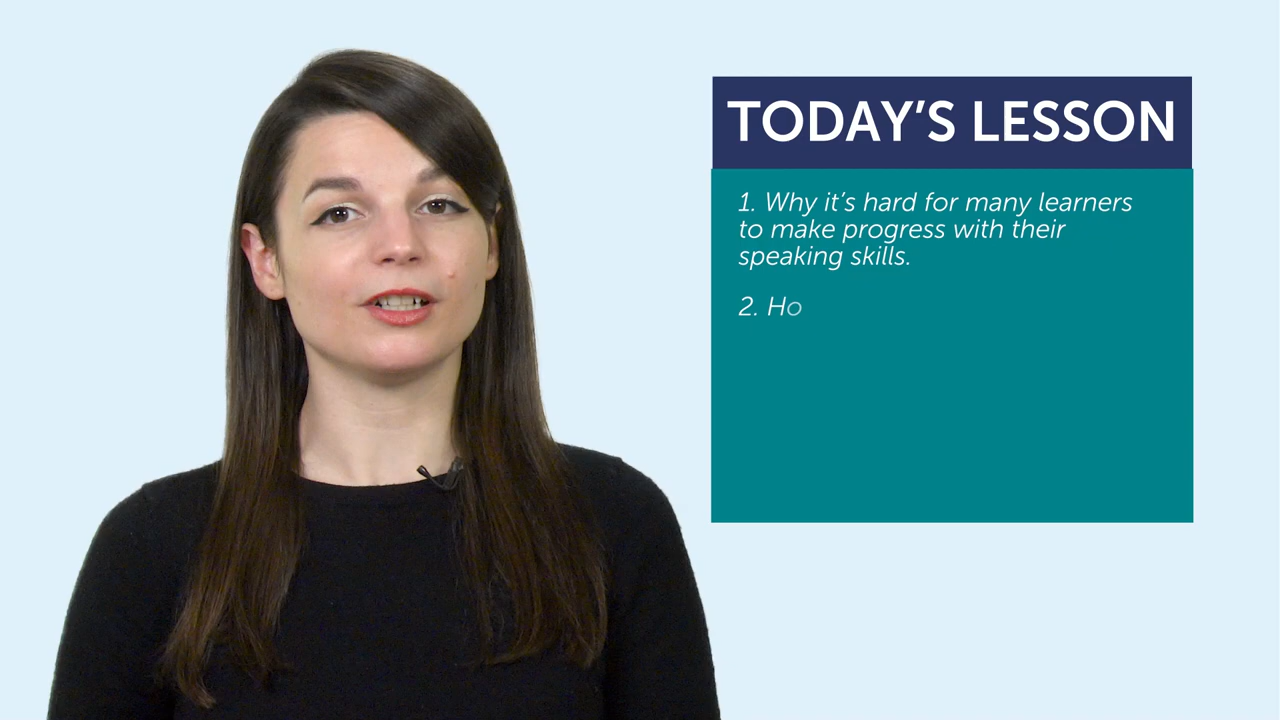 TODAY’S LESSON
1. Why it’s hard for many learners
to make progress with their
speaking skills.
2. Ho